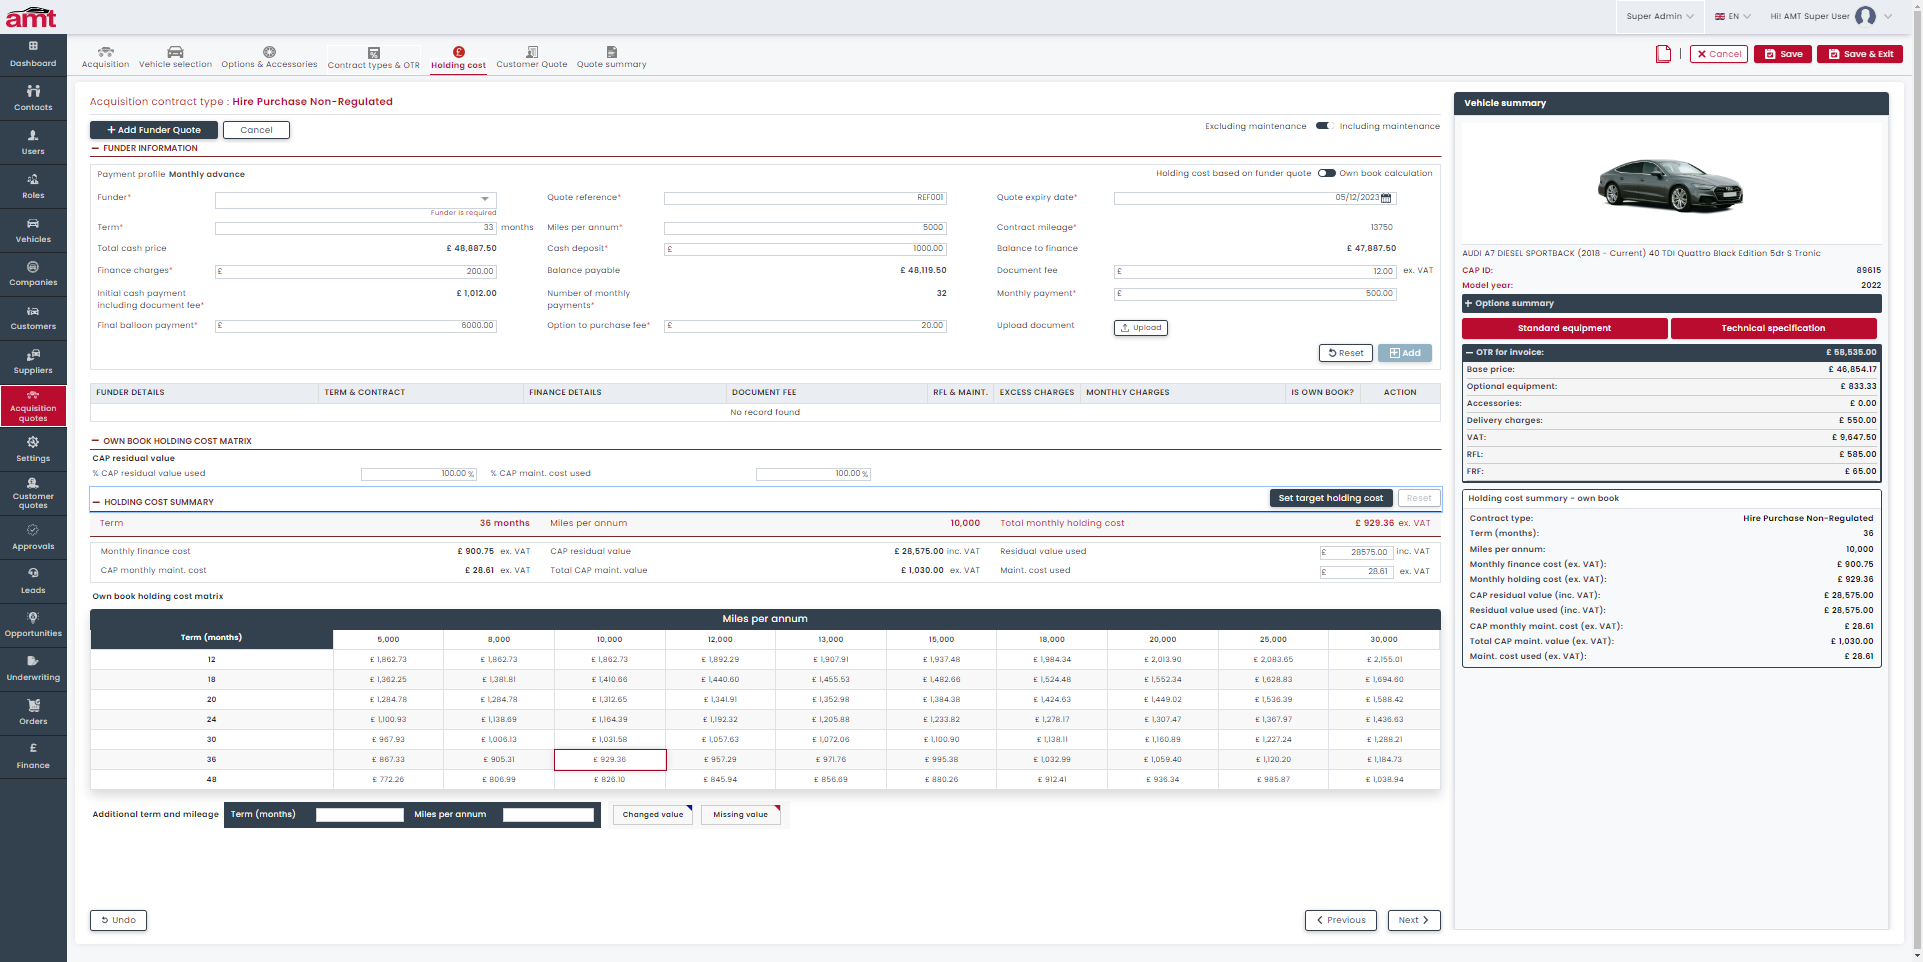 amt
Super Admin
EN
Hi! AMT Super User
Dashboard
Contacts
Users
Roles
Vehicles
Companies
Customers
Suppliers
Acquisition quotes
Settings
Customer quotes
Approvals
Leads
Opportunities
Underwriting
Orders
Finance
Acquisition
Vehicle selection
Options & Accessories
Contract types & OTR
Holding cost
Customer Quote
Quote summary
Cancel
Save
Save & Exit
Acquisition contract type : Hire Purchase Non-Regulated
+ Add Funder Quote
Cancel
Excluding maintenance
Including maintenance
FUNDER INFORMATION
Payment profile Monthly advance
Holding cost based on funder quote
Own book calculation
Funder*
Funder is required
Quote reference* REF001
Quote expiry date* 05/12/2023
Term* 33 months
Miles per annum* 5000
Contract mileage* 13750
Total cash price £ 48,887.50
Cash deposit* £ 1000.00
Balance to finance £ 47,887.50
Finance charges* £ 200.00
Balance payable £ 48,119.50
Document fee £ 12.00 ex. VAT
Initial cash payment including document fee* £ 1,012.00
Number of monthly payments* 32
Monthly payment* £ 500.00
Final balloon payment* £ 6000.00
Option to purchase fee* £ 20.00
Upload document Upload
Reset
Add
FUNDER DETAILS TERM & CONTRACT FINANCE DETAILS DOCUMENT FEE RFL & MAINT. EXCESS CHARGES MONTHLY CHARGES IS OWN BOOK? ACTION
No record found
OWN BOOK HOLDING COST MATRIX
CAP residual value
% CAP residual value used 100.00 %
% CAP maint. cost used 100.00 %
HOLDING COST SUMMARY
Set target holding cost
Reset
Term 36 months
Miles per annum 10,000
Total monthly holding cost £ 929.36 ex. VAT
Monthly finance cost £ 900.75 ex. VAT
CAP residual value £ 28,575.00 inc. VAT
Residual value used £ 28575.00 inc. VAT
CAP monthly maint. cost £ 28.61 ex. VAT
Total CAP maint. value £ 1,030.00 ex. VAT
Maint. cost used £ 28.61 ex. VAT
Own book holding cost matrix
Miles per annum
Term (months) 5,000 8,000 10,000 12,000 13,000 15,000 18,000 20,000 25,000 30,000
12 £ 1,862.73 £ 1,862.73 £ 1,862.73 £ 1,892.29 £ 1,907.91 £ 1,937.48 £ 1,984.34 £ 2,013.90 £ 2,083.65 £ 2,155.01
18 £ 1,362.25 £ 1,381.81 £ 1,410.66 £ 1,440.60 £ 1,455.53 £ 1,482.66 £ 1,524.48 £ 1,552.34 £ 1,628.83 £ 1,694.60
20 £ 1,284.78 £ 1,284.78 £ 1,312.65 £ 1,341.91 £ 1,352.98 £ 1,384.38 £ 1,424.63 £ 1,449.02 £ 1,536.39 £ 1,588.42
24 £ 1,100.93 £ 1,138.69 £ 1,164.39 £ 1,192.32 £ 1,205.88 £ 1,233.82 £ 1,278.17 £ 1,307.47 £ 1,367.97 £ 1,436.63
30 £ 967.93 £ 1,006.13 £ 1,031.58 £ 1,057.63 £ 1,072.06 £ 1,100.90 £ 1,138.11 £ 1,160.89 £ 1,227.24 £ 1,288.21
36 £ 867.33 £ 905.31 £ 929.36 £ 957.29 £ 971.76 £ 995.38 £ 1,032.99 £ 1,059.40 £ 1,120.20 £ 1,184.73
48 £ 772.26 £ 806.99 £ 826.10 £ 845.94 £ 856.69 £ 880.26 £ 912.41 £ 936.34 £ 985.87 £ 1,038.94
Additional term and mileage
Term (months)
Miles per annum
Changed value
Missing value
Undo
Previous
Next
Vehicle summary
AUDI A7 DIESEL SPORTBACK (2018 - Current) 40 TDI Quattro Black Edition 5dr S Tronic
CAP ID: 89615
Model year: 2022
+ Options summary
Standard equipment
Technical specification
OTR for invoice: £ 58,535.00
Base price: £ 46,854.17
Optional equipment: £ 833.33
Accessories: £ 0.00
Delivery charges: £ 550.00
VAT: £ 9,647.50
RFL: £ 585.00
FRF: £ 65.00
Holding cost summary - own book
Contract type: Hire Purchase Non-Regulated
Term (months): 36
Miles per annum: 10,000
Monthly finance cost (ex. VAT): £ 900.75
Monthly holding cost (ex. VAT): £ 929.36
CAP residual value (inc. VAT): £ 28,575.00
Residual value used (inc. VAT): £ 28,575.00
CAP monthly maint. cost (ex. VAT): £ 28.61
Total CAP maint. value (ex. VAT): £ 1,030.00
Maint. cost used (ex. VAT): £ 28.61